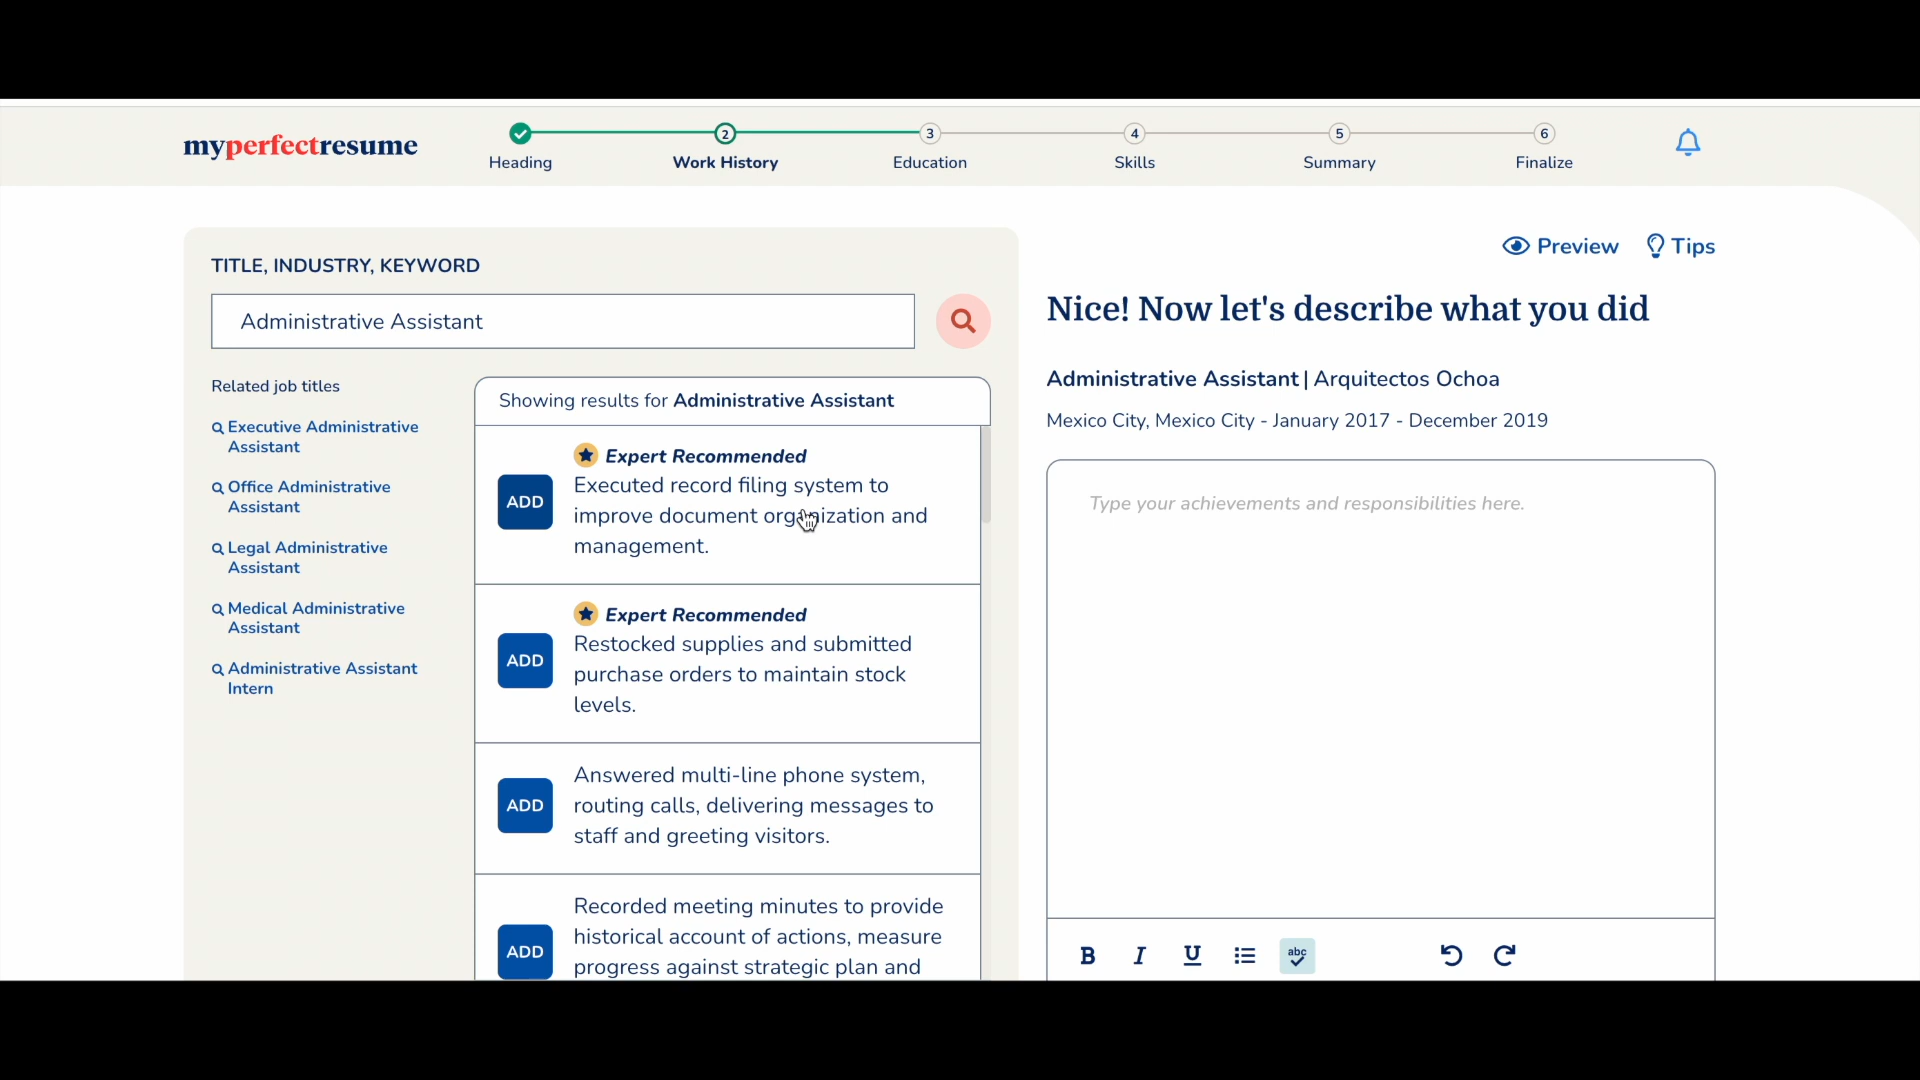 myperfectresume
2
3
4
5
6
Heading
Work History
Education
Skills
Summary
Finalize
TITLE, INDUSTRY, KEYWORD
Administrative Assistant
Related job titles
Executive Administrative
Assistant
Office Administrative
Assistant
Legal Administrative
Assistant
Medical Administrative
Assistant
Administrative Assistant
Intern
Showing results for Administrative Assistant
Expert Recommended
ADD
Executed record filing system to
improve document organization and
management.
Expert Recommended
ADD
Restocked supplies and submitted
purchase orders to maintain stock
levels.
ADD
Answered multi-line phone system,
routing calls, delivering messages to
staff and greeting visitors.
ADD
Recorded meeting minutes to provide
historical account of actions, measure
progress against strategic plan and
Preview
Tips
Nice! Now let's describe what you did
Administrative Assistant | Arquitectos Ochoa
Mexico City, Mexico City - January 2017 - December 2019
Type your achievements and responsibilities here.
B
I
U
abc